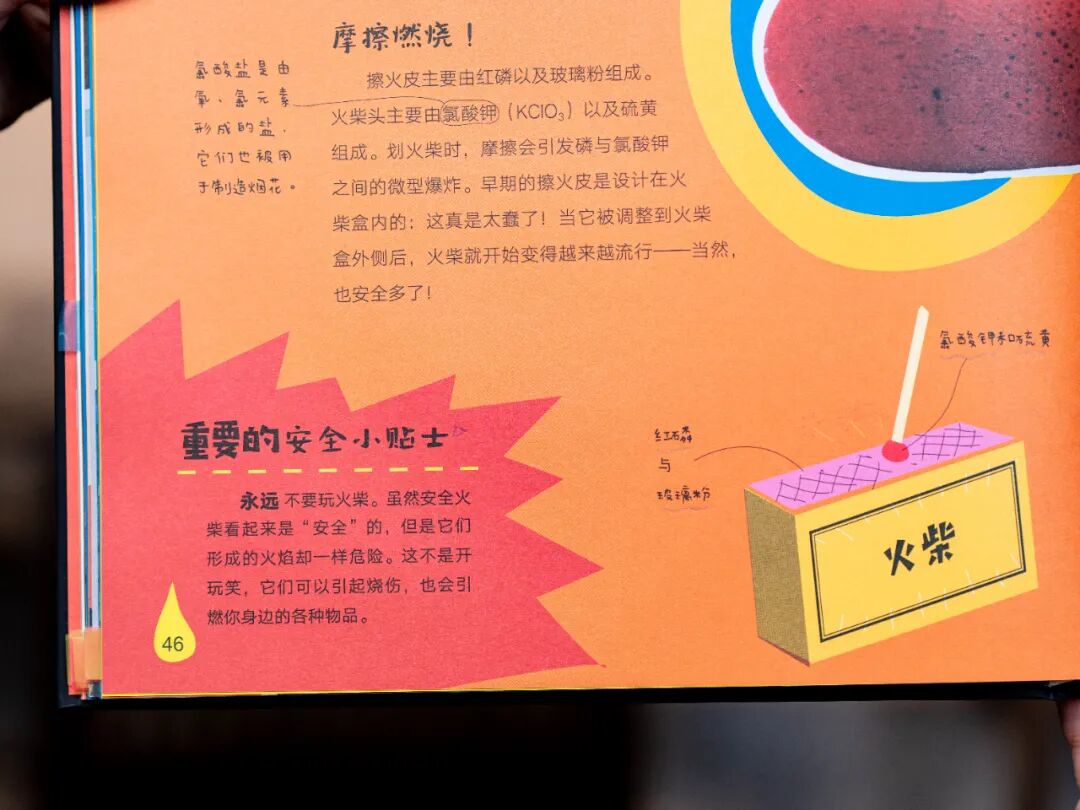 摩擦燃烧！
氯酸盐是由
氧、氯元素
形成的盐，
它们也被用
于制造烟花。
擦火皮主要由红磷以及玻璃粉组成。
火柴头主要由氯酸钾（KClO₃）以及硫黄
组成。划火柴时，摩擦会引发磷与氯酸钾
之间的微型爆炸。早期的擦火皮是设计在火
柴盒内的：这真是太蠢了！当它被调整到火柴
盒外侧后，火柴就开始变得越来越流行——当然，
也安全多了！
氯酸钾和硫黄
红磷
与
玻璃粉
火柴
重要的安全小贴士
永远不要玩火柴。虽然安全火
柴看起来是“安全”的，但是它们
形成的火焰却一样危险。这不是开
玩笑，它们可以引起烧伤，也会引
燃你身边的各种物品。
46